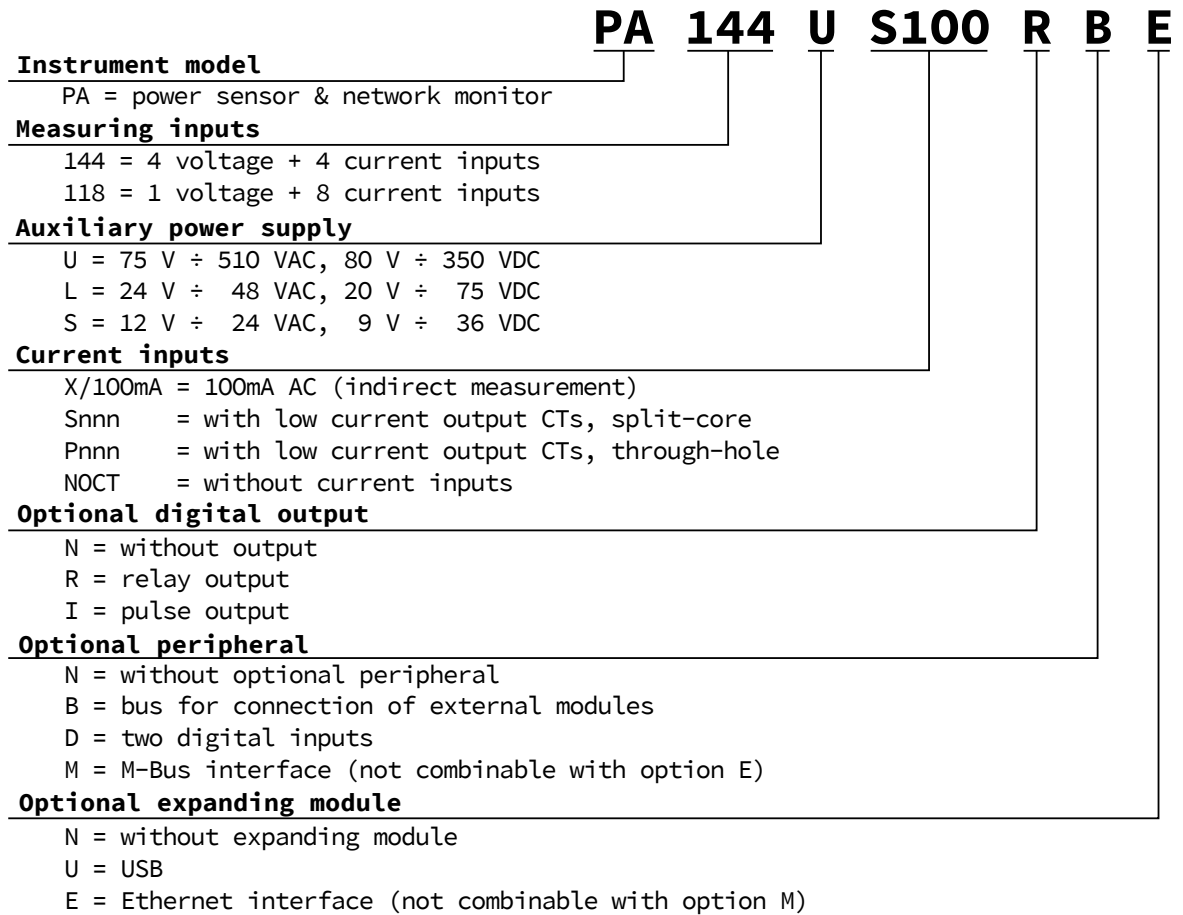 PA 144 U S100 R B E
Instrument model
PA = power sensor & network monitor
Measuring inputs
144 = 4 voltage + 4 current inputs
118 = 1 voltage + 8 current inputs
Auxiliary power supply
U = 75 V ÷ 510 VAC, 80 V ÷ 350 VDC
L = 24 V ÷ 48 VAC, 20 V ÷ 75 VDC
S = 12 V ÷ 24 VAC, 9 V ÷ 36 VDC
Current inputs
X/100mA = 100mA AC (indirect measurement)
Snnn = with low current output CTs, split-core
Pnnn = with low current output CTs, through-hole
NOCT = without current inputs
Optional digital output
N = without output
R = relay output
I = pulse output
Optional peripheral
N = without optional peripheral
B = bus for connection of external modules
D = two digital inputs
M = M-Bus interface (not combinable with option E)
Optional expanding module
N = without expanding module
U = USB
E = Ethernet interface (not combinable with option M)